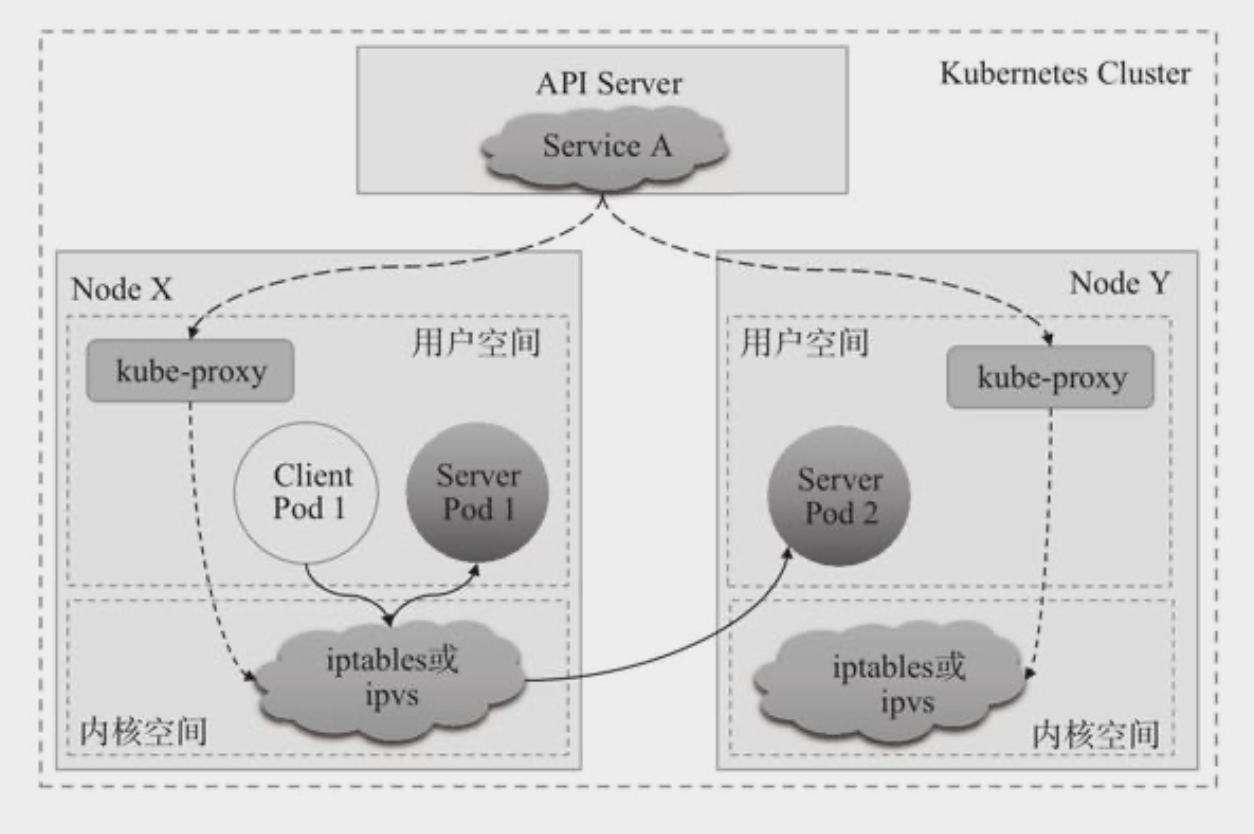 API Server
Kubernetes Cluster
Service A
Node X
用户空间
kube-proxy
Client
Pod 1
Server
Pod 1
iptables或
ipvs
内核空间
Node Y
用户空间
kube-proxy
Server
Pod 2
iptables或
ipvs
内核空间